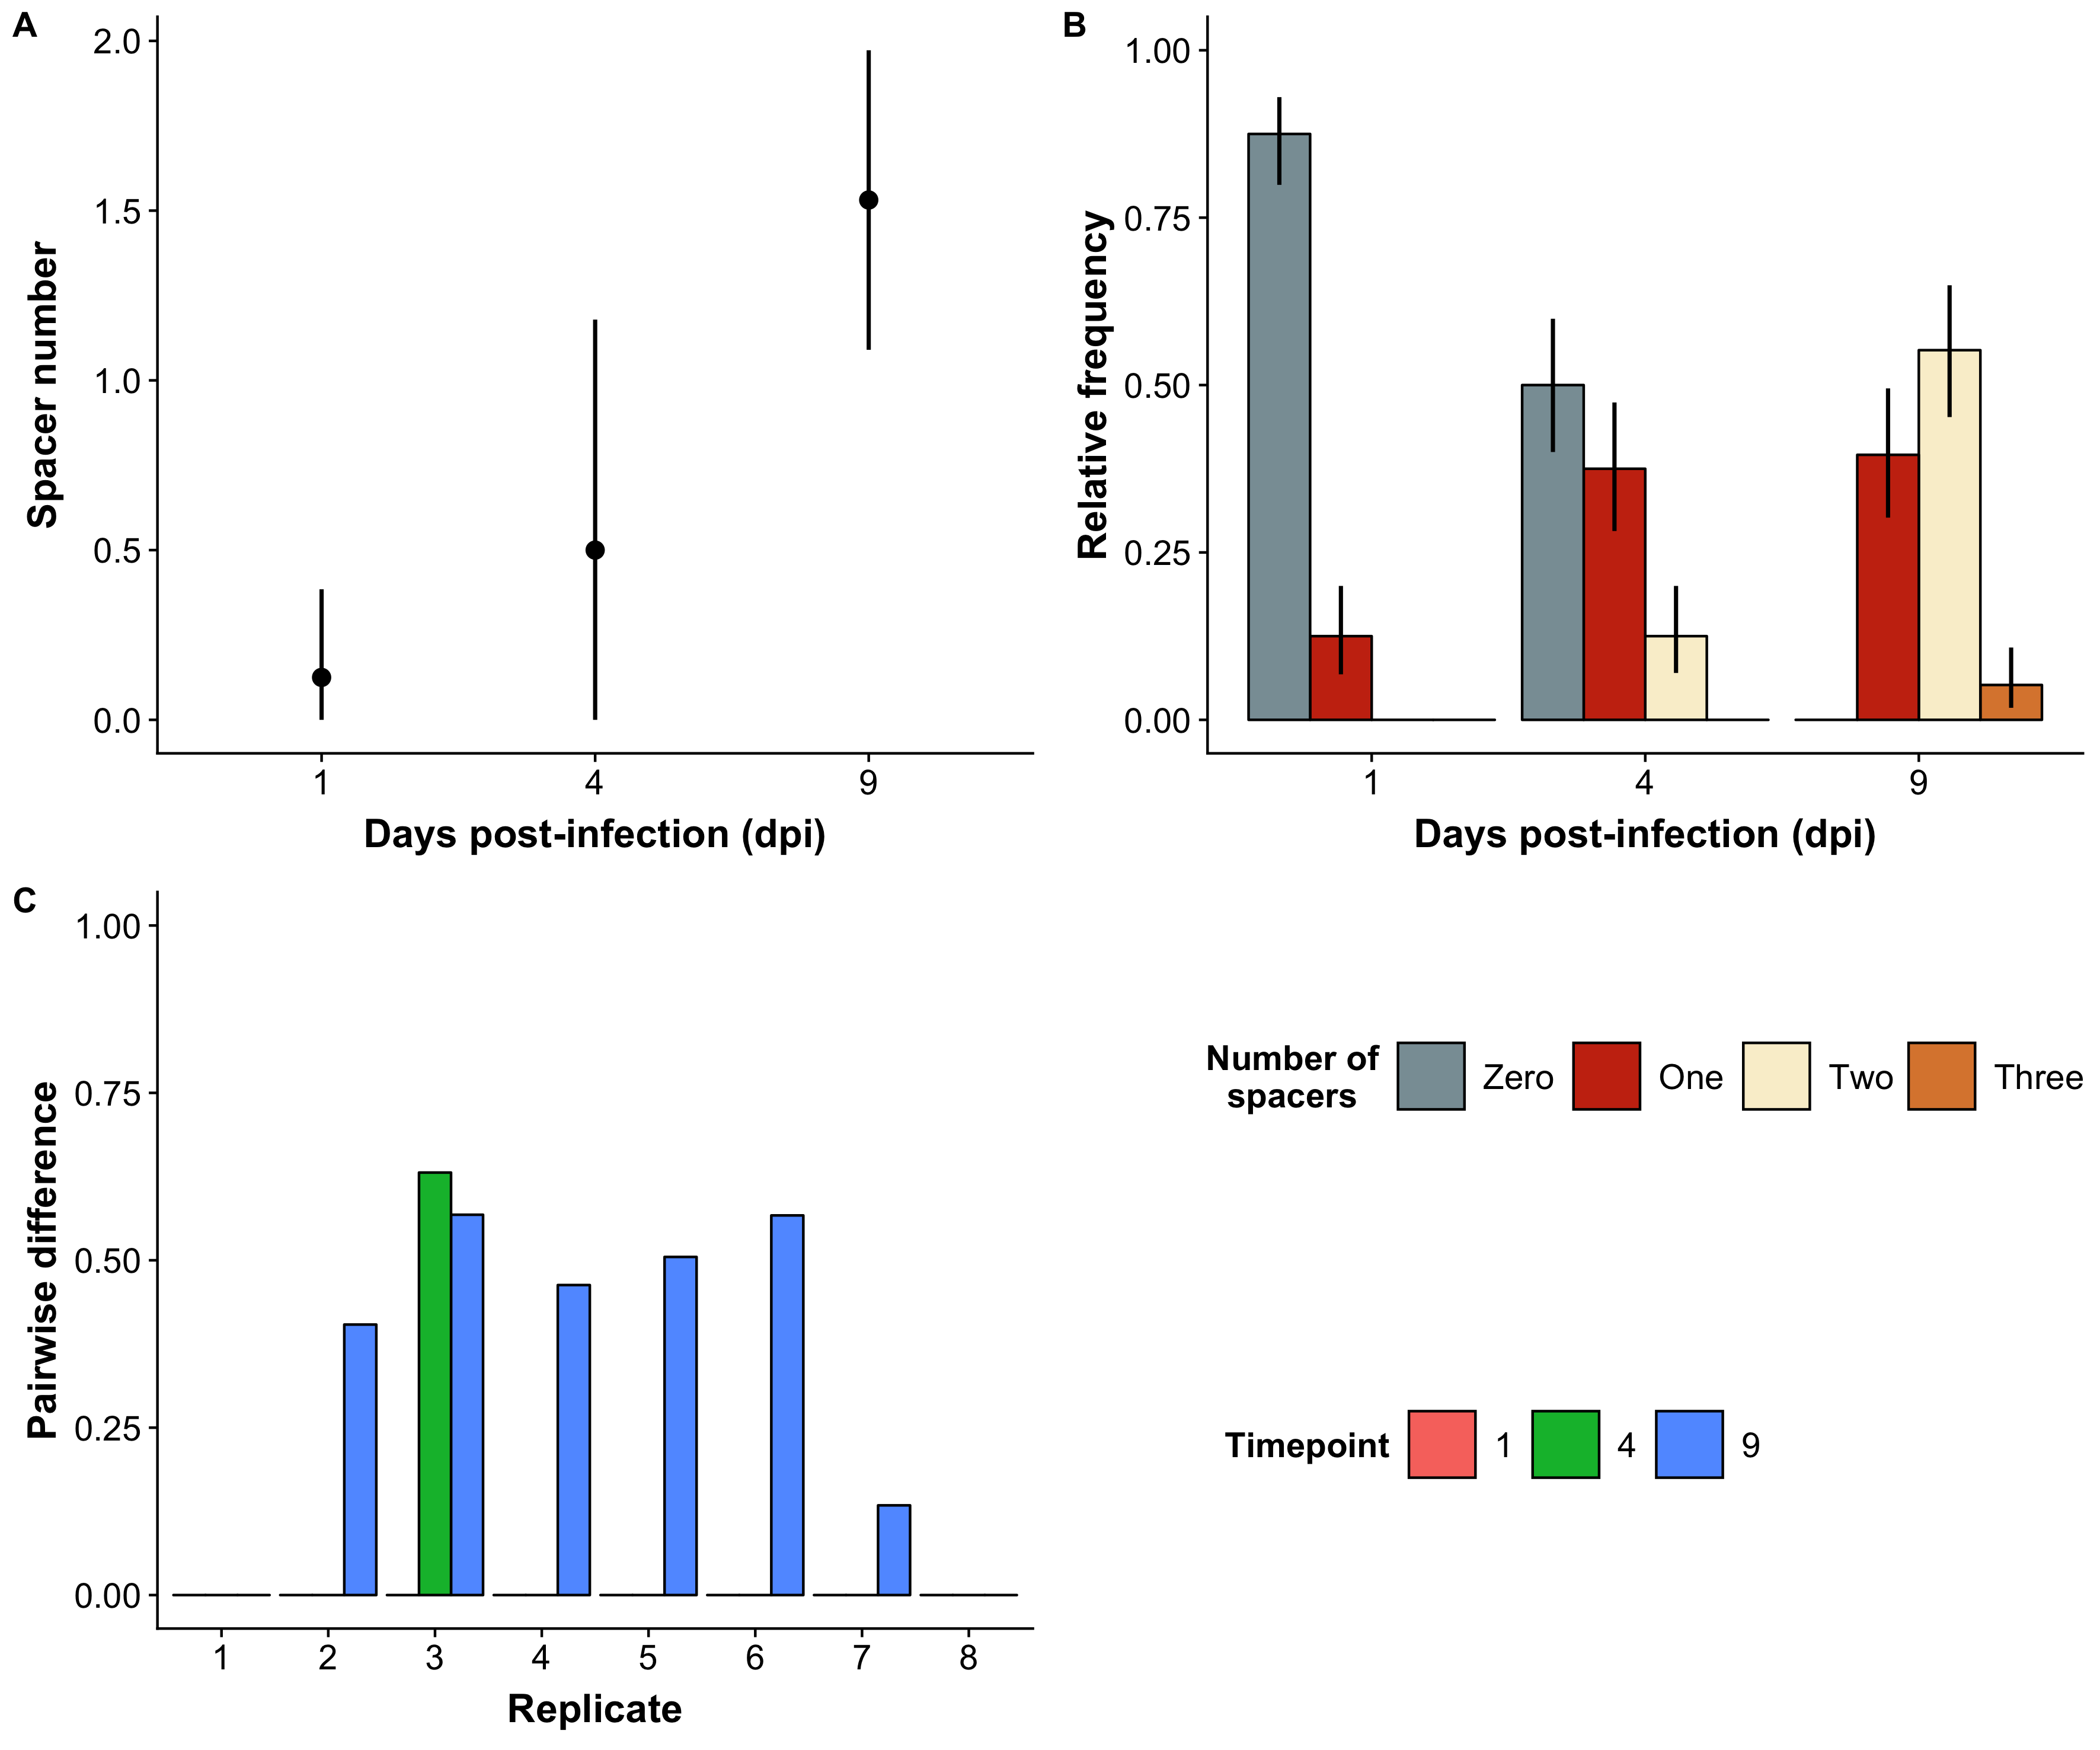 A
2.0
1.5
1.0
0.5
0.0
Spacer number
1 4 9
Days post-infection (dpi)
B
1.00
0.75
0.50
0.25
0.00
Relative frequency
1 4 9
Days post-infection (dpi)
C
1.00
0.75
0.50
0.25
0.00
Pairwise difference
1 2 3 4 5 6 7 8
Replicate
Number of
spacers
Zero One Two Three
Timepoint 1 4 9